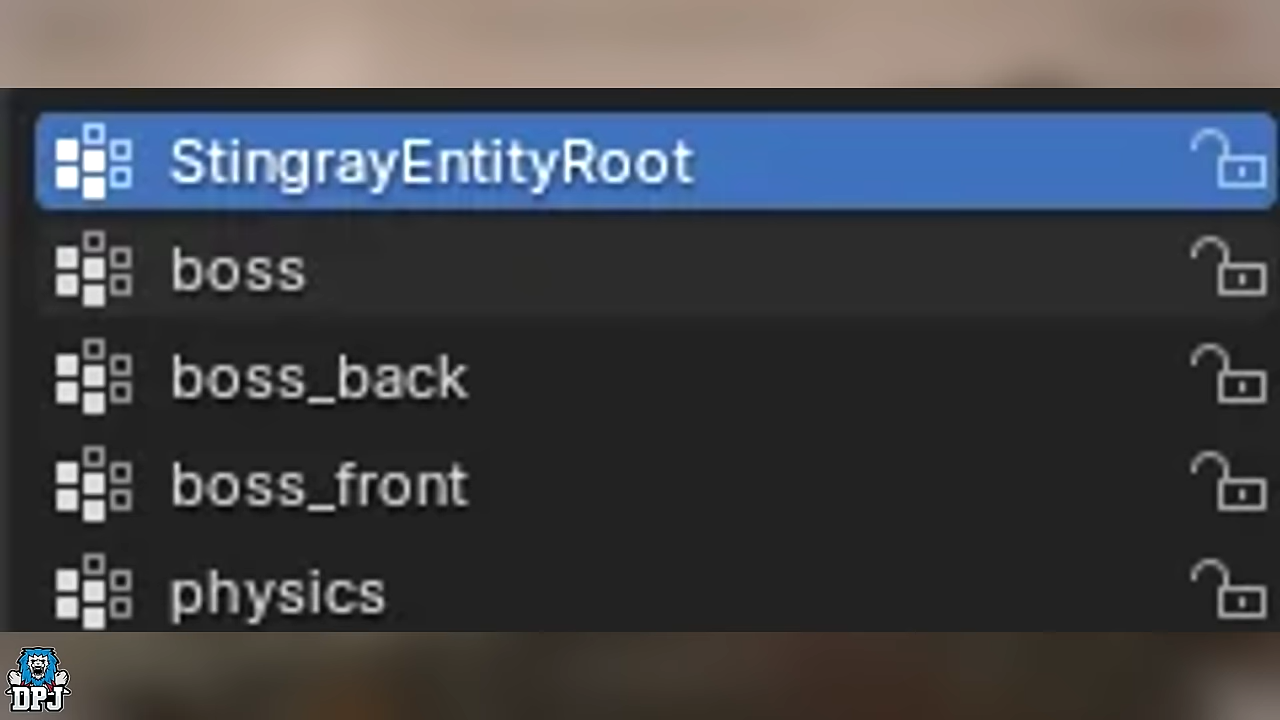 StingrayEntityRoot
boss
boss_back
boss_front
physics
DPJ